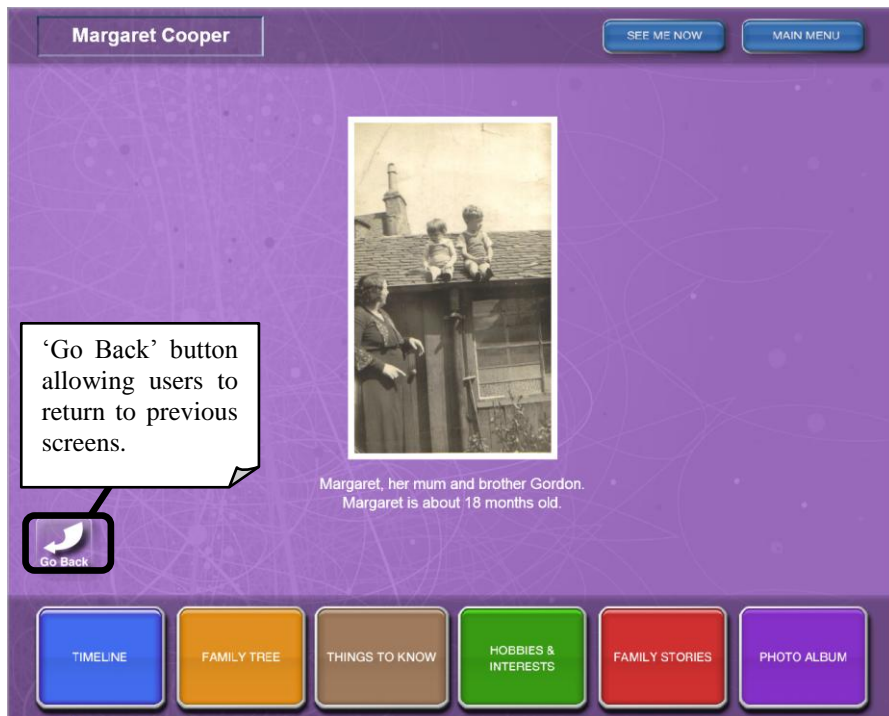 Margaret Cooper
SEE ME NOW
MAIN MENU
‘Go Back’ button
allowing users to
return to previous
screens.
Margaret, her mum and brother Gordon.
Margaret is about 18 months old.
Go Back
TIMELINE
FAMILY TREE
THINGS TO KNOW
HOBBIES &
INTERESTS
FAMILY STORIES
PHOTO ALBUM